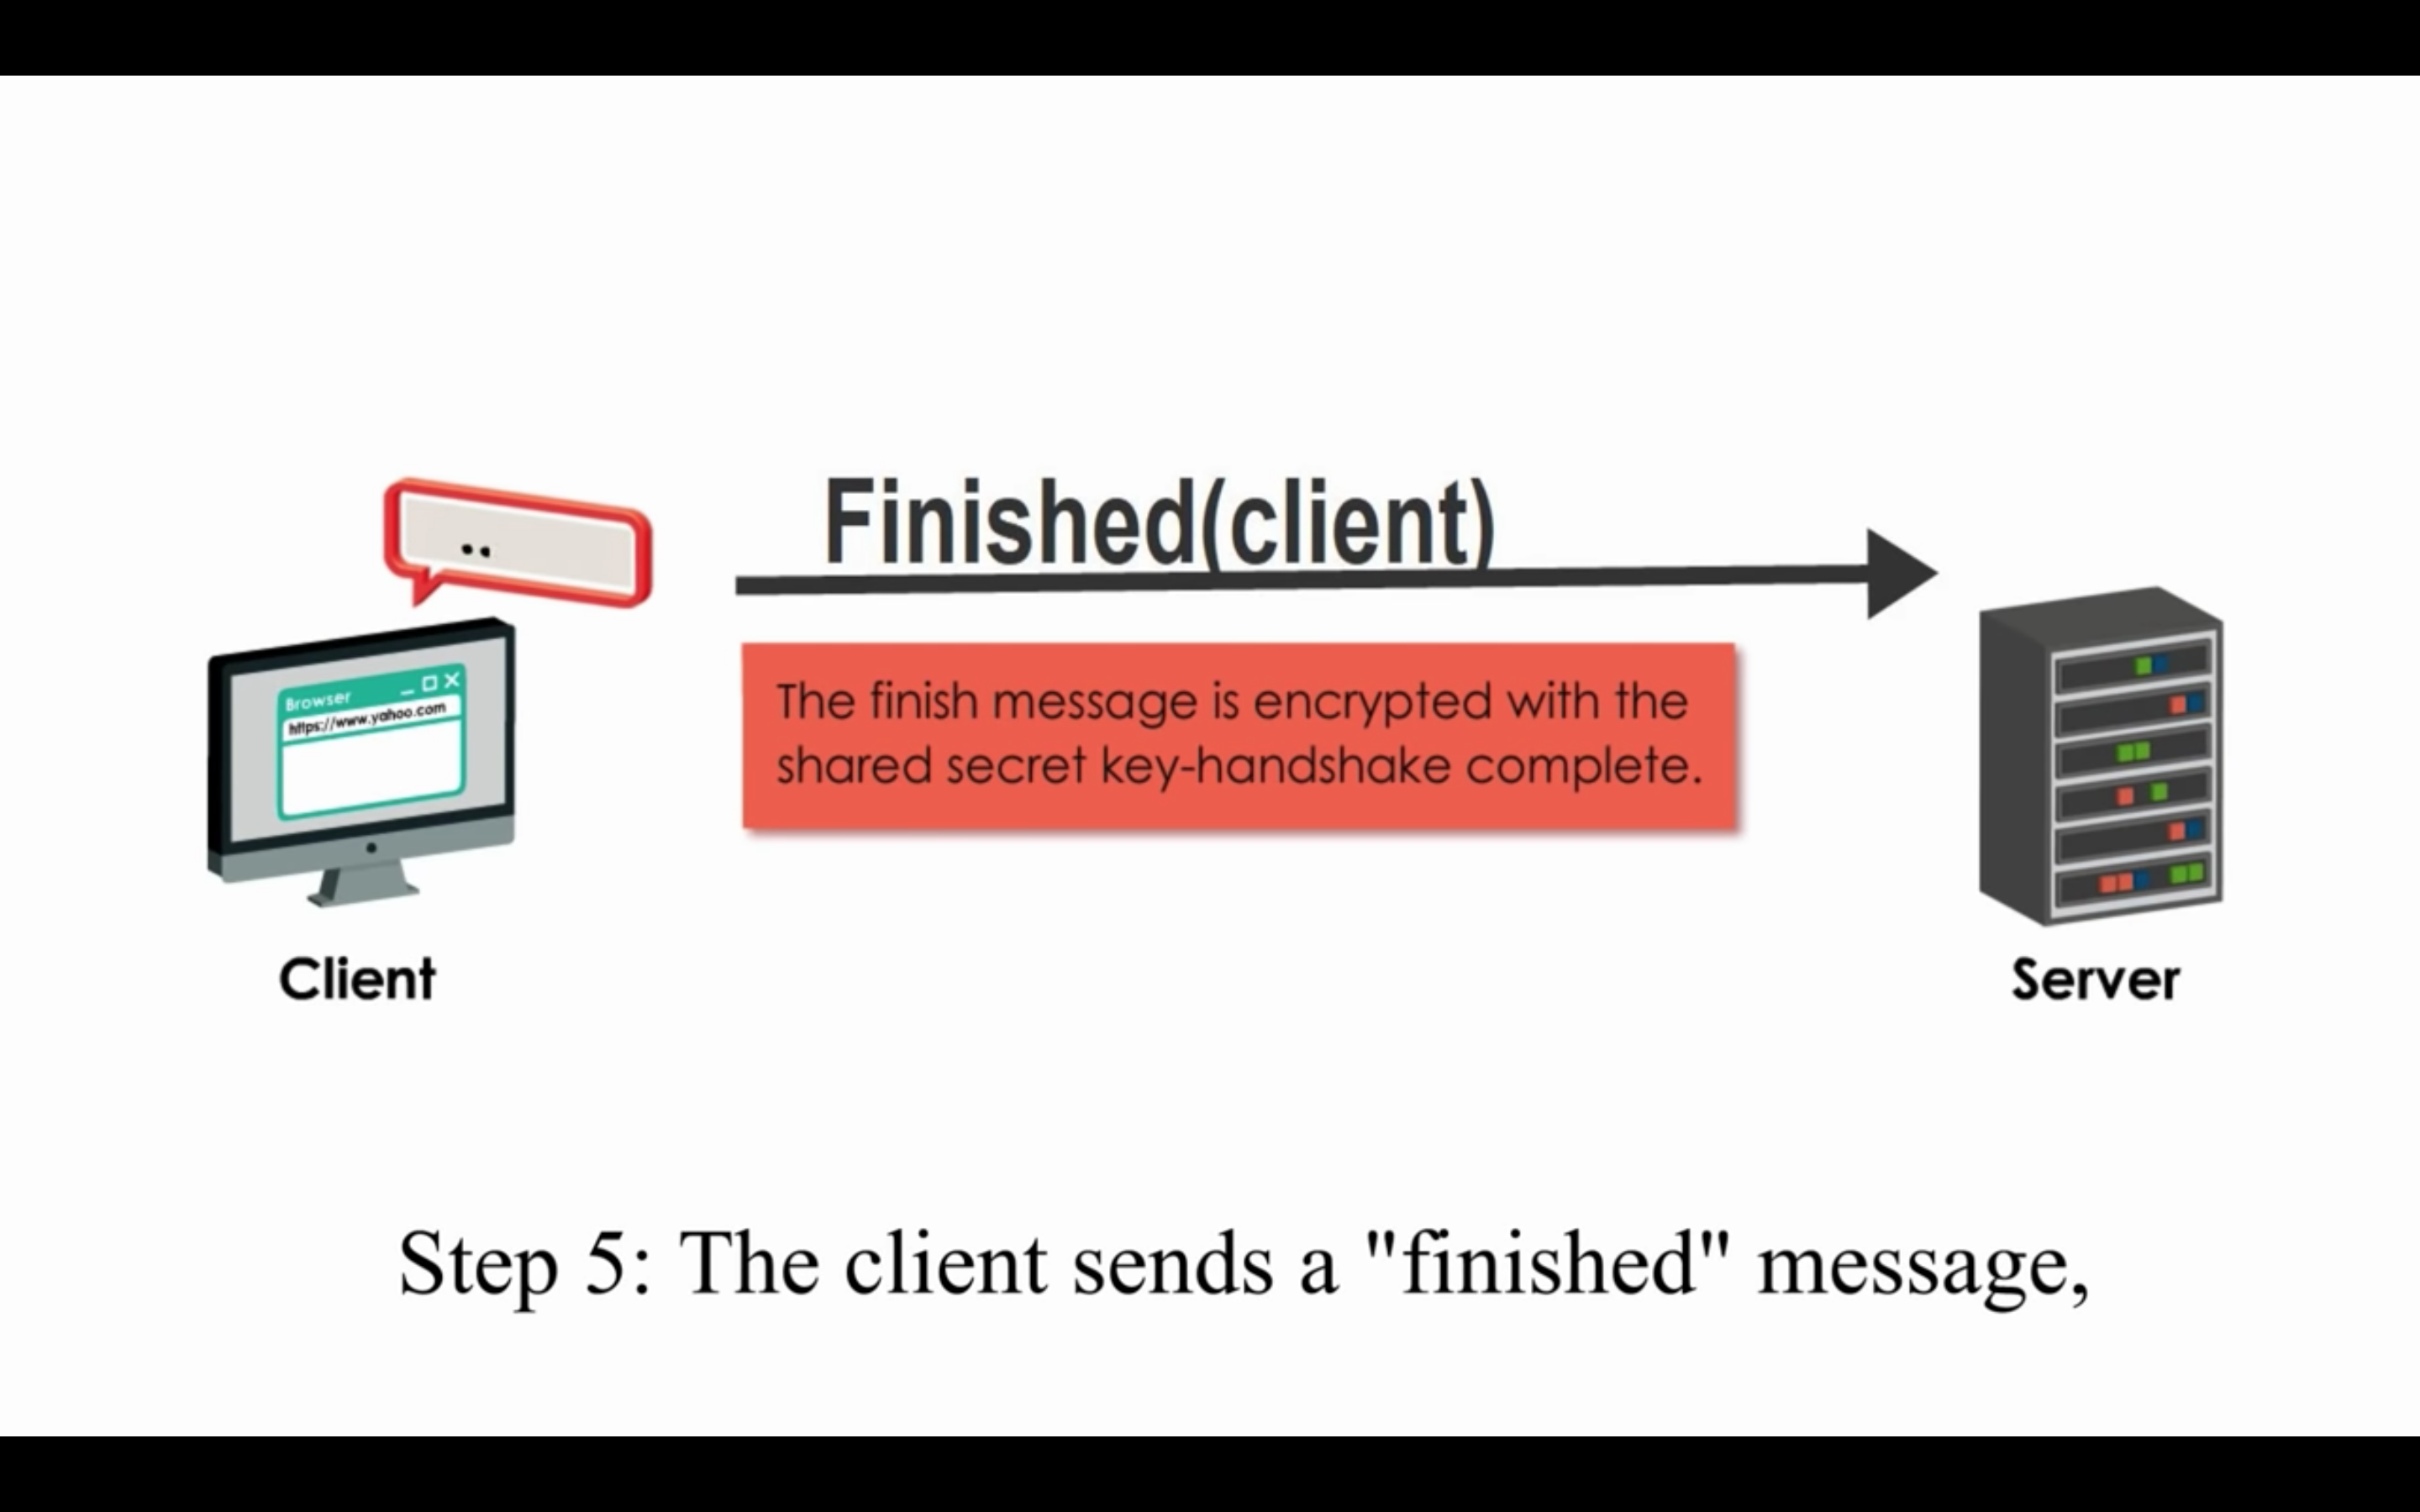 Finished(client)
Browser
https://www.yahoo.com
The finish message is encrypted with the
shared secret key-handshake complete.
Client
Server
Step 5: The client sends a "finished" message,